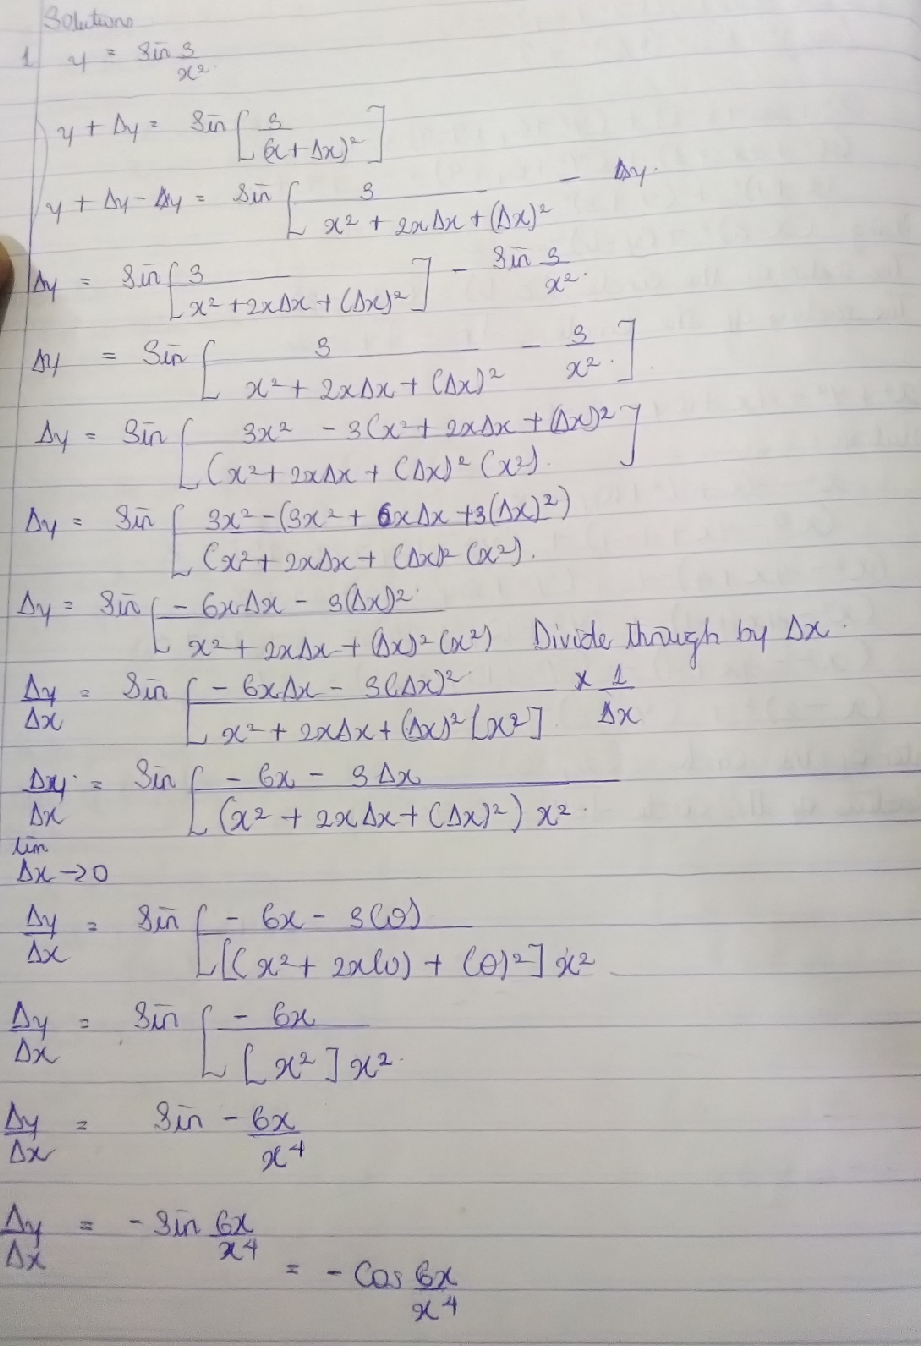 Solutions
1 y = Sin 3/x²
y + Δy = Sin [3/(x+Δx)²]
y + Δy - Δy = Sin [3/x² + 2xΔx + (Δx)² - Δy.
Δy = Sin [3/x² + 2xΔx + (Δx)²] - Sin 3/x².
Δy = Sin [3/x² + 2xΔx + (Δx)² - 3/x².]
Δy = Sin [3x² - 3(x² + 2xΔx + (Δx)²/(x² + 2xΔx + (Δx)² (x²).]
Δy = Sin [3x² - (3x² + 6xΔx + 3(Δx)²)/(x² + 2xΔx + (Δx)² (x²).
Δy = Sin [- 6xΔx - 3(Δx)²/x² + 2xΔx + (Δx)² (x²) Divide through by Δx.
Δy/Δx = Sin [- 6xΔx - 3(Δx)²/x² + 2xΔx + (Δx)² [x²] × 1/Δx
Δy/Δx = Sin [- 6x - 3Δx/(x² + 2xΔx + (Δx)²) x².
lim
Δx → 0
Δy/Δx = Sin [- 6x - 3(0)/[(x² + 2x(0) + (0)²] x²
Δy/Δx = Sin [- 6x/[x²] x².
Δy/Δx = Sin - 6x/x⁴
Δy/Δx = - Sin 6x/x⁴
= - Cos 6x/x⁴